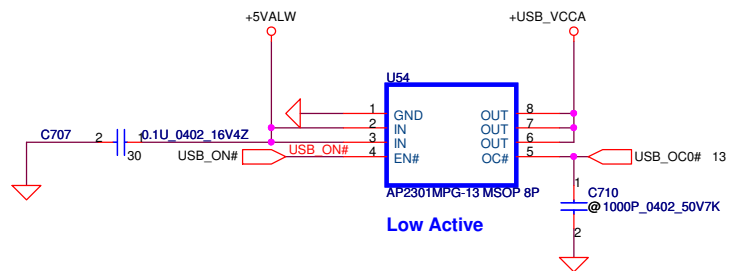 +5VALW
+USB_VCCA
U54
1 GND OUT 8
2 IN OUT 7
C707 2 1 0.1U_0402_16V4Z 3 IN OUT 6
30 USB_ON# USB_ON# 4 EN# OC# 5 USB_OC0# 13
AP2301MPG-13 MSOP 8P
1 C710
@ 1000P_0402_50V7K
Low Active
2